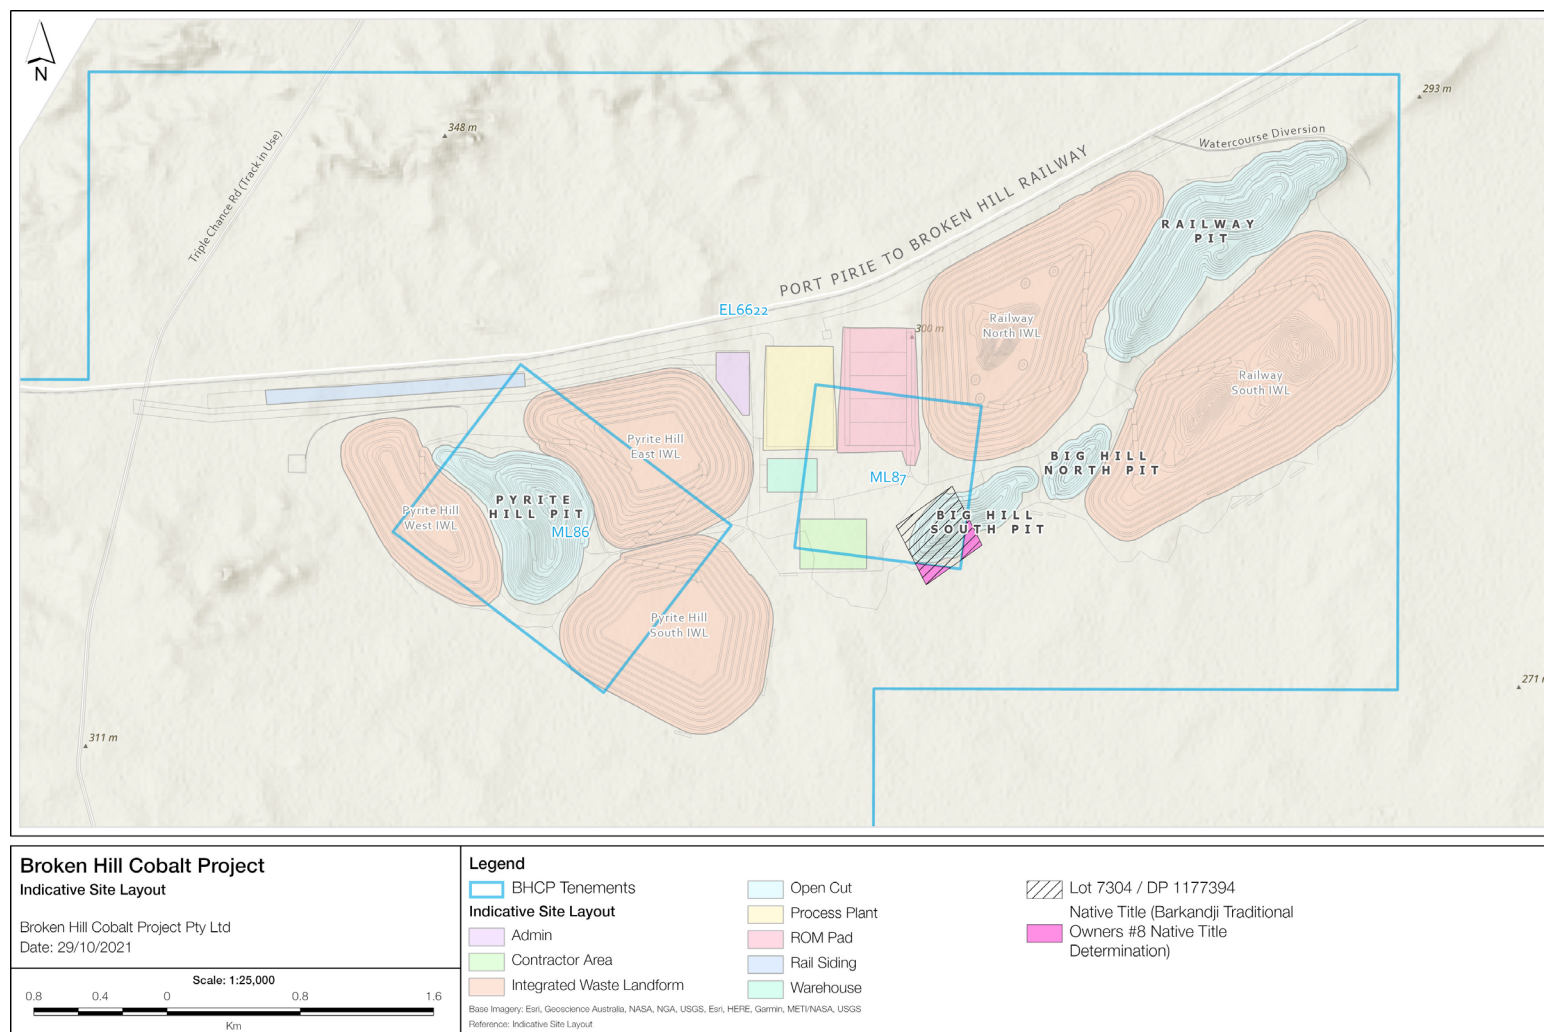 N
348 m
293 m
Watercourse Diversion
Triple Chance Rd (Track in Use)
PORT PIRIE TO BROKEN HILL RAILWAY
RAILWAY
PIT
EL6622
300 m
Railway
North IWL
Railway
South IWL
Pyrite Hill
East IWL
BIG HILL
NORTH PIT
ML87
PYRITE
HILL PIT
Pyrite Hill
West IWL
ML86
BIG HILL
SOUTH PIT
Pyrite Hill
South IWL
271 m
311 m
Broken Hill Cobalt Project
Indicative Site Layout
Broken Hill Cobalt Project Pty Ltd
Date: 29/10/2021
Scale: 1:25,000
0.8 0.4 0 0.8 1.6
Km
Legend
BHCP Tenements
Indicative Site Layout
Admin
Contractor Area
Integrated Waste Landform
Open Cut
Process Plant
ROM Pad
Rail Siding
Warehouse
Lot 7304 / DP 1177394
Native Title (Barkandji Traditional
Owners #8 Native Title
Determination)
Base Imagery: Esri, Geoscience Australia, NASA, NGA, USGS, Esri, HERE, Garmin, METI/NASA, USGS
Reference: Indicative Site Layout